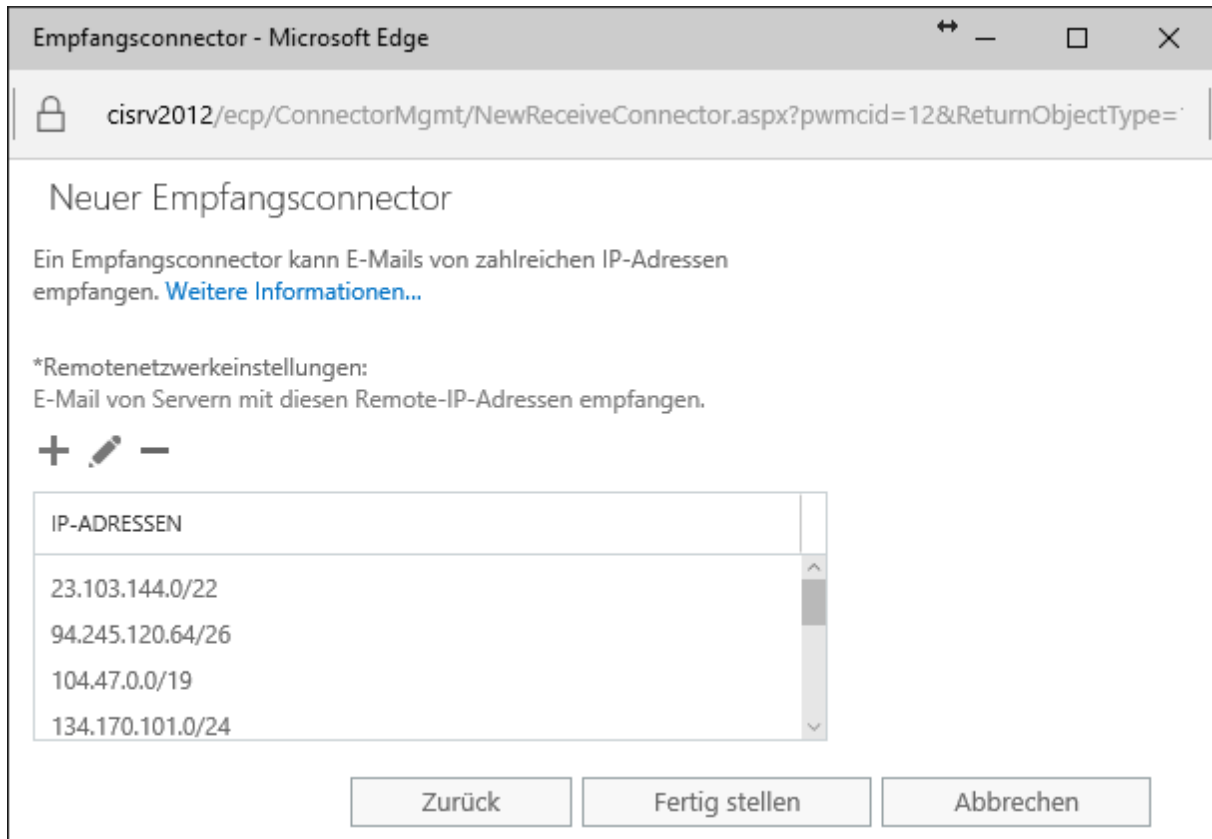 Empfangsconnector - Microsoft Edge
cisrv2012/ecp/ConnectorMgmt/NewReceiveConnector.aspx?pwmcid=12&ReturnObjectType=
Neuer Empfangsconnector
Ein Empfangsconnector kann E-Mails von zahlreichen IP-Adressen
empfangen. Weitere Informationen...
*Remotenetzwerkeinstellungen:
E-Mail von Servern mit diesen Remote-IP-Adressen empfangen.
IP-ADRESSEN
23.103.144.0/22
94.245.120.64/26
104.47.0.0/19
134.170.101.0/24
Zurück
Fertig stellen
Abbrechen